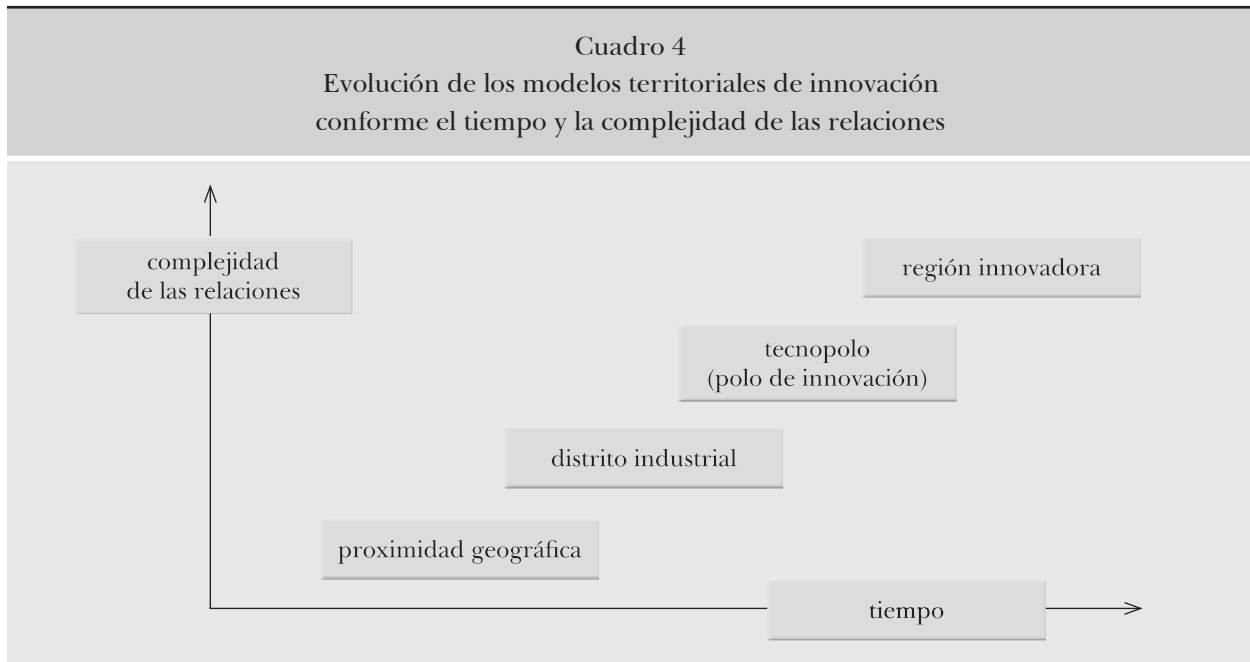 Cuadro 4
Evolución de los modelos territoriales de innovación
conforme el tiempo y la complejidad de las relaciones
complejidad
de las relaciones
región innovadora
tecnopolo
(polo de innovación)
distrito industrial
proximidad geográfica
tiempo